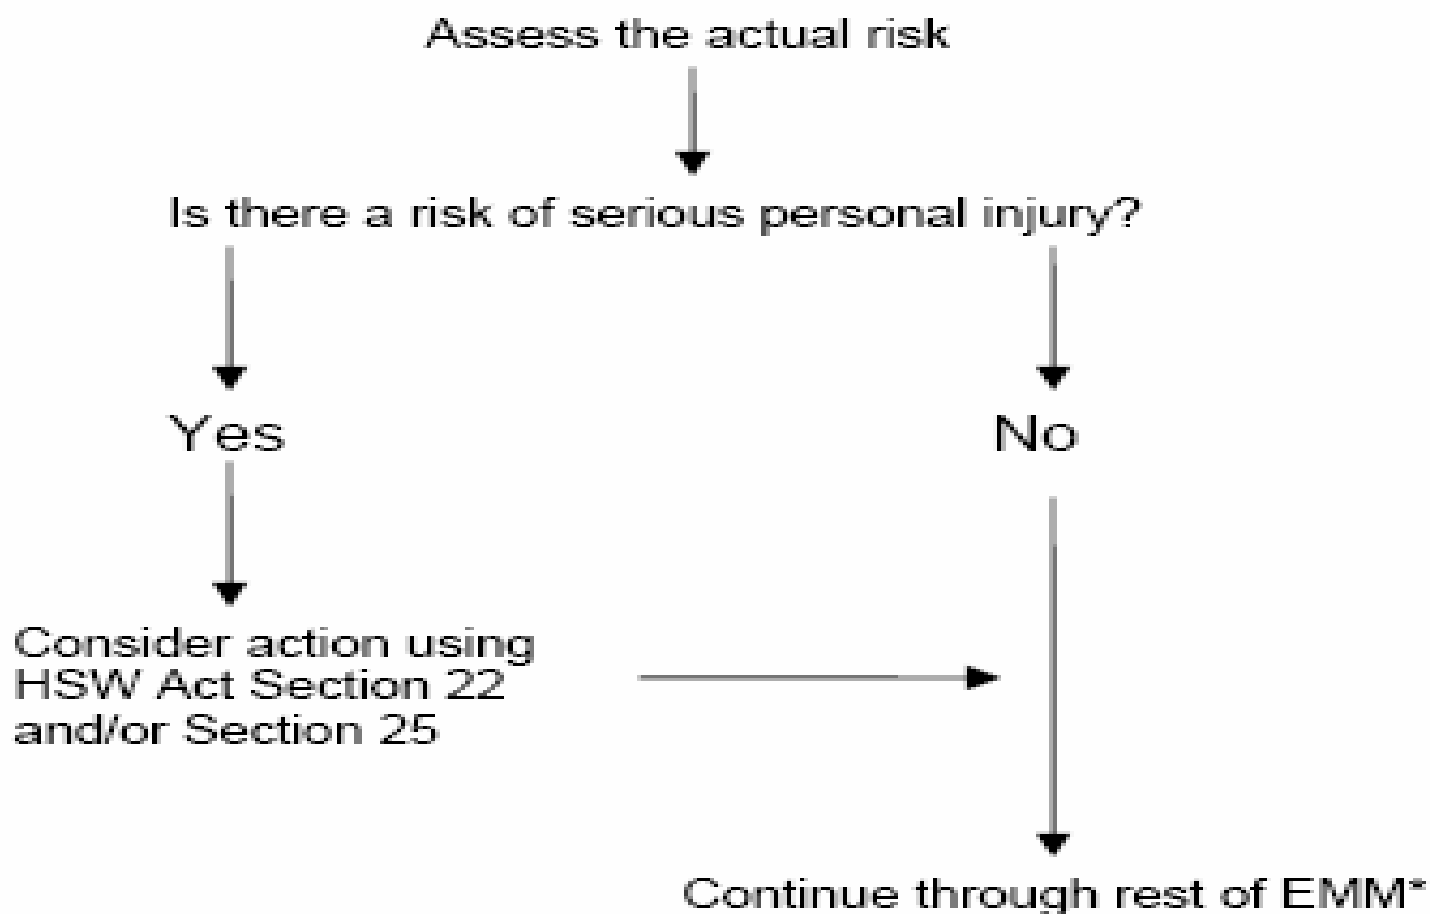 Assess the actual risk
Is there a risk of serious personal injury?
Yes
No
Consider action using
HSW Act Section 22
and/or Section 25
Continue through rest of EMM*